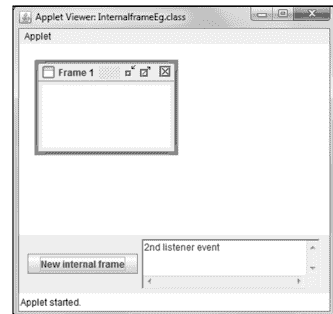 Applet Viewer: InternalframeEg.class
Applet
Frame 1
2nd listener event
New internal frame
Applet started.